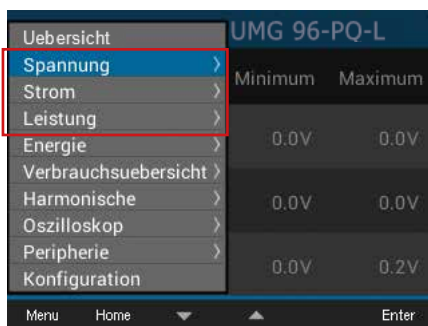 Uebersicht
UMG 96-PQ-L
Spannung
Strom
Minimum Maximum
Leistung
Energie
0.0V 0.0V
Verbrauchsuebersicht
Harmonische
0.0V 0.0V
Oszilloskop
Peripherie
0.0V 0.2V
Konfiguration
Menu Home Enter